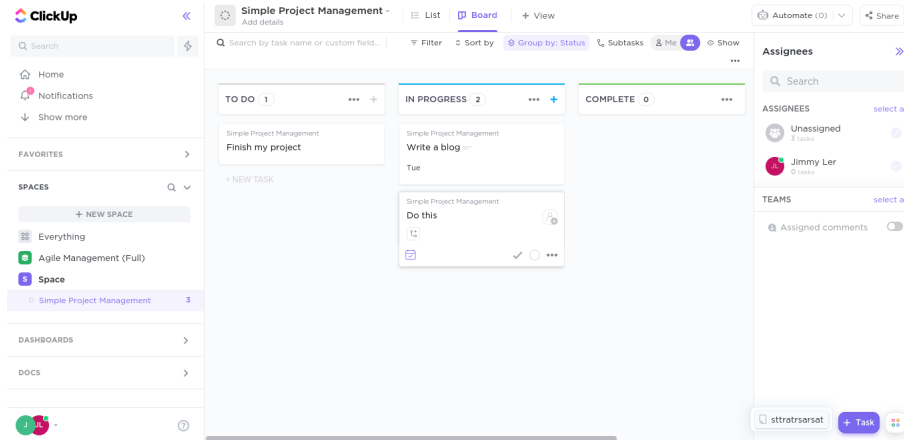 ClickUp
Search
Home
1
Notifications
Show more
FAVORITES
SPACES
+ NEW SPACE
Everything
Agile Management (Full)
S Space
Simple Project Management 3
DASHBOARDS
DOCS
J JL
?
Simple Project Management
Add details
List
Board
+ View
Automate (0)
Share
Search by task name or custom field...
Filter
Sort by
Group by: Status
Subtasks
Me
Show
TO DO 1
Simple Project Management
Finish my project
+ NEW TASK
IN PROGRESS 2
Simple Project Management
Write a blog
Tue
Simple Project Management
Do this
COMPLETE 0
Assignees
Search
ASSIGNEES select a
Unassigned
3 tasks
JL Jimmy Ler
0 tasks
TEAMS select a
Assigned comments
sttratrsarsat
+ Task